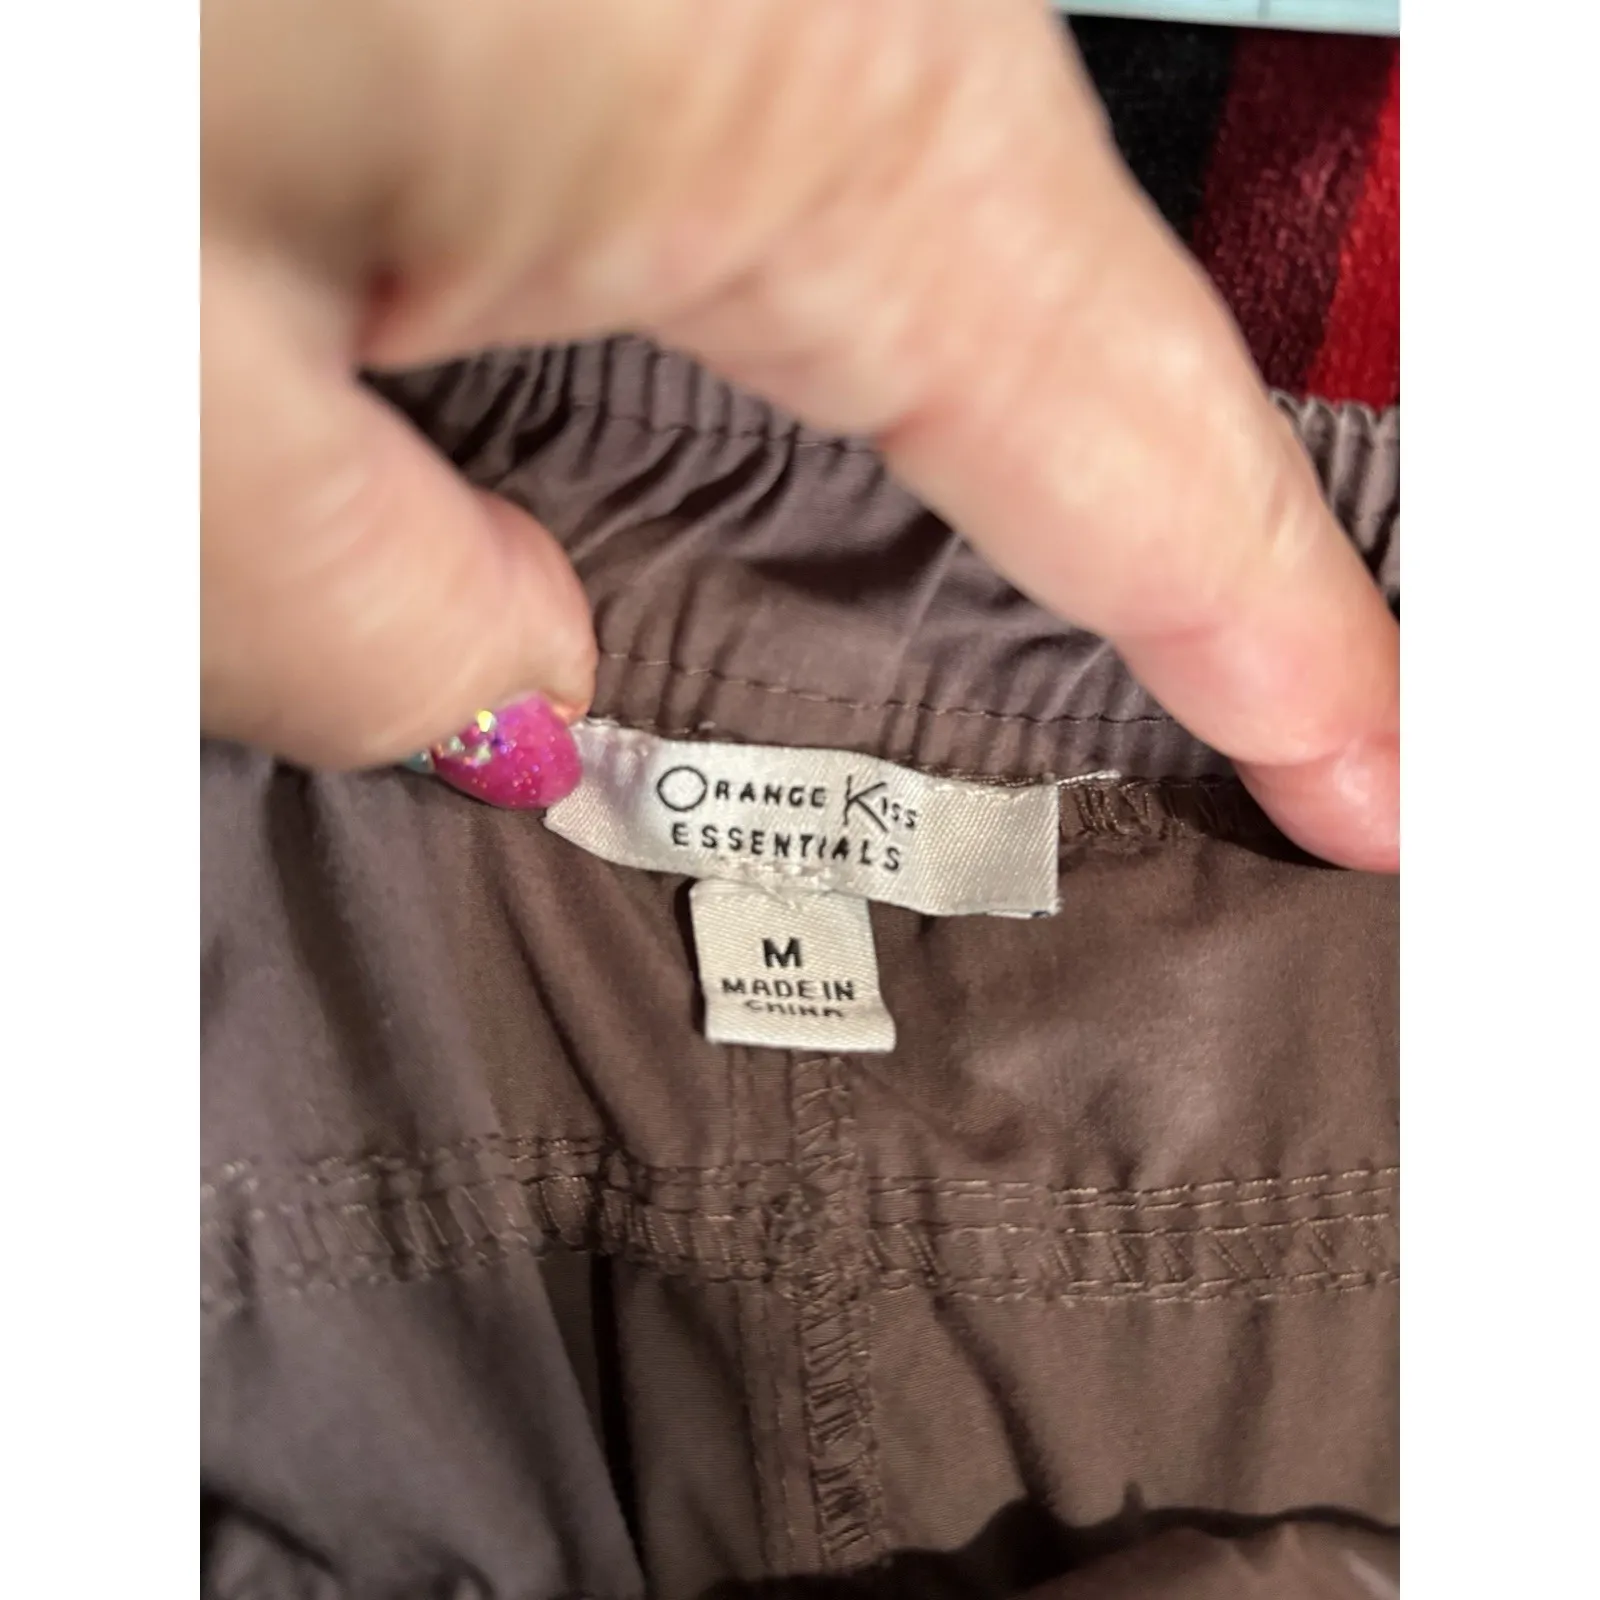 ORANGE KISS
ESSENTIALS
M
MADE IN
CHINA